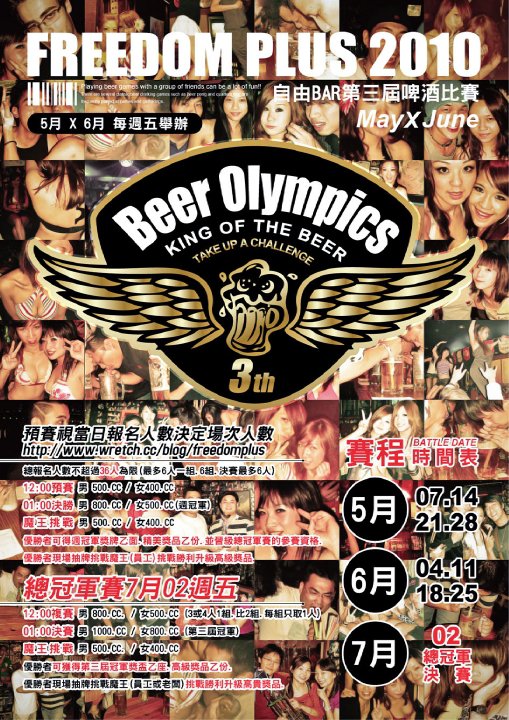 FREEDOM PLUS 2010
Playing beer games with a group of friends can be a lot of fun!!
自由BAR第三屆啤酒比賽
5月 X 6月 每週五舉辦
MayXJune
Beer Olympics
KING OF THE BEER
TAKE UP A CHALLENGE
3th
預賽視當日報名人數決定場次人數
http://www.wretch.cc/blog/freedomplus
總報名人數不超過36人為限(最多6人一組.6組.決賽最多6人)
12:00預賽 男 500.CC. / 女400.CC
01:00決勝 男 800.CC. / 女500.CC(週冠軍)
魔王挑戰 男 500.CC. / 女400.CC
優勝者可得週冠軍獎牌乙面.精美獎品乙份.並晉級總冠軍賽的參賽資格.
優勝者現場抽牌挑戰魔王(員工)挑戰勝利升級高級獎品.
總冠軍賽7月02週五
12:00複賽 男 800.CC. / 女500.CC (3或4人1組.比2組.每組只取1人)
01:00決賽 男 1000.CC / 女800.CC (第三屆冠軍)
魔王挑戰 男 500.CC. / 女400.CC
優勝者可獲得第三屆冠軍獎盃乙座.高級獎品乙份.
優勝者現場抽牌挑戰魔王(員工或老闆)挑戰勝利升級高貴獎品.
賽程 BATTLE DATE 時間表
5月 07.14
21.28
6月 04.11
18-25
7月 02
總冠軍
決賽